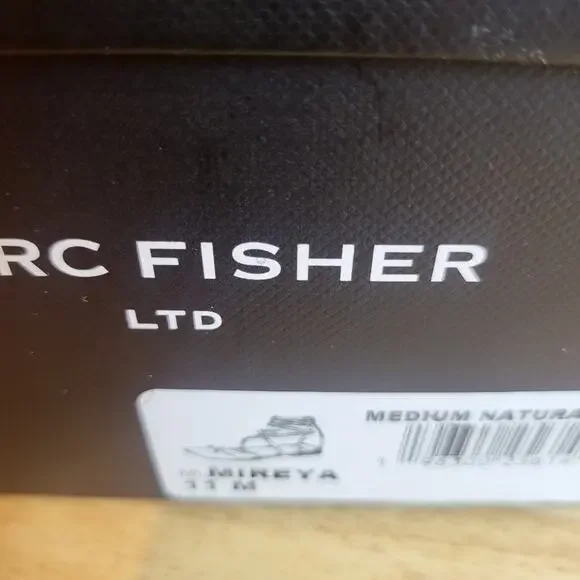 RC FISHER
LTD
MEDIUM NATURA
MIREYA
11 M